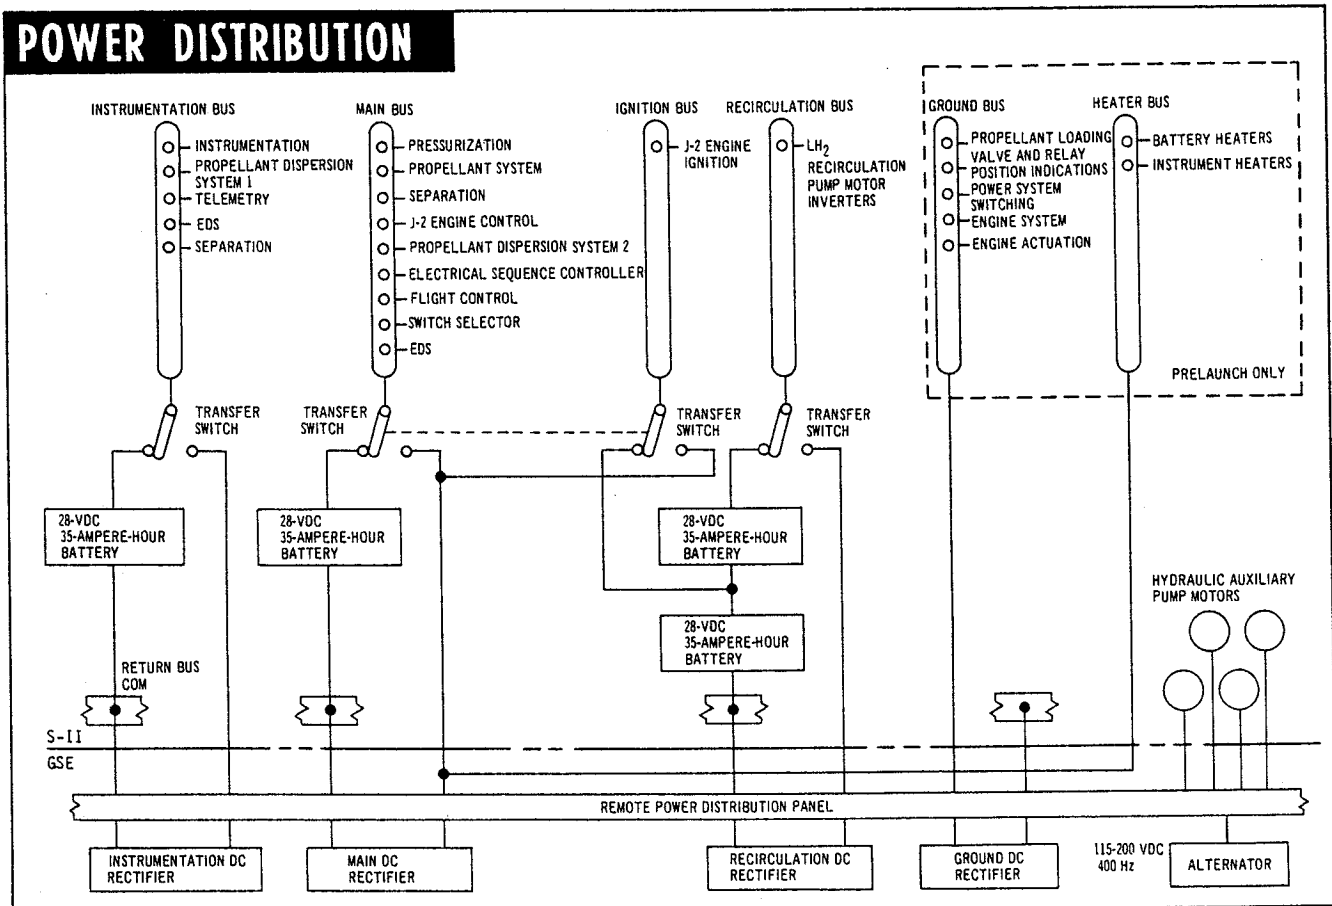 POWER DISTRIBUTION
INSTRUMENTATION BUS
INSTRUMENTATION
PROPELLANT DISPERSION
SYSTEM 1
TELEMETRY
EDS
SEPARATION
MAIN BUS
PRESSURIZATION
PROPELLANT SYSTEM
SEPARATION
J-2 ENGINE CONTROL
PROPELLANT DISPERSION SYSTEM 2
ELECTRICAL SEQUENCE CONTROLLER
FLIGHT CONTROL
SWITCH SELECTOR
EDS
IGNITION BUS
J-2 ENGINE
IGNITION
RECIRCULATION BUS
LH2
RECIRCULATION
PUMP MOTOR
INVERTERS
GROUND BUS
PROPELLANT LOADING
VALVE AND RELAY
POSITION INDICATIONS
POWER SYSTEM
SWITCHING
ENGINE SYSTEM
ENGINE ACTUATION
HEATER BUS
BATTERY HEATERS
INSTRUMENT HEATERS
PRELAUNCH ONLY
TRANSFER
SWITCH
TRANSFER
SWITCH
TRANSFER
SWITCH
TRANSFER
SWITCH
28-VDC
35-AMPERE-HOUR
BATTERY
28-VDC
35-AMPERE-HOUR
BATTERY
28-VDC
35-AMPERE-HOUR
BATTERY
28-VDC
35-AMPERE-HOUR
BATTERY
HYDRAULIC AUXILIARY
PUMP MOTORS
RETURN BUS
COM
S-II
GSE
REMOTE POWER DISTRIBUTION PANEL
INSTRUMENTATION DC
RECTIFIER
MAIN DC
RECTIFIER
RECIRCULATION DC
RECTIFIER
GROUND DC
RECTIFIER
115-200 VDC
400 Hz
ALTERNATOR